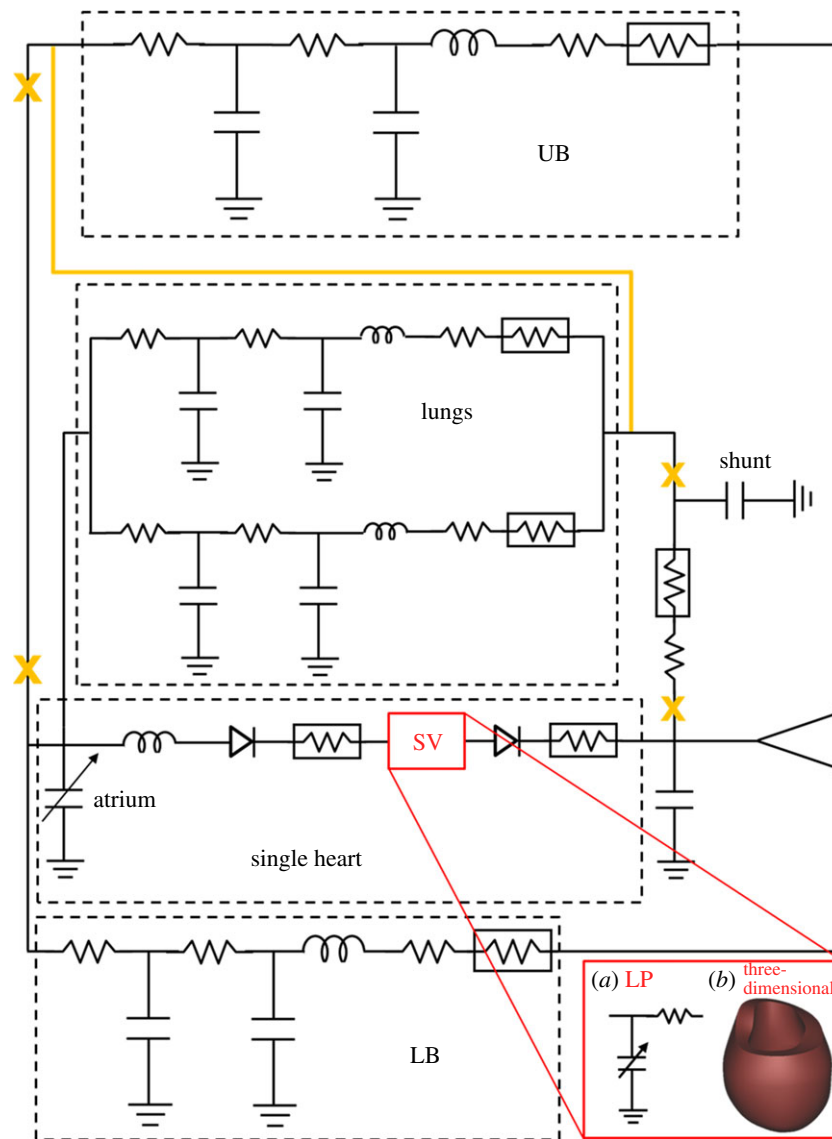 UB
lungs
shunt
SV
atrium
single heart
(a) LP
(b) three-
dimensional
LB